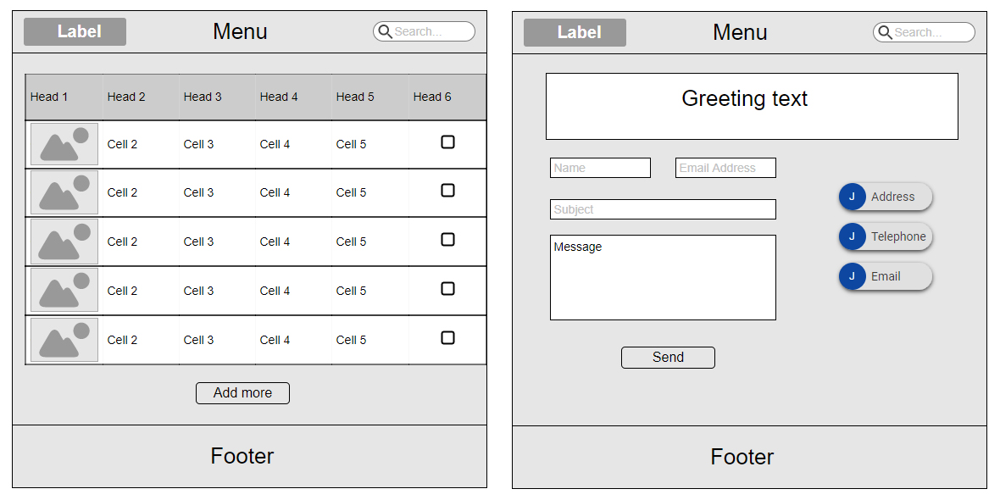 Label Menu Search...
Head 1 Head 2 Head 3 Head 4 Head 5 Head 6
Cell 2 Cell 3 Cell 4 Cell 5
Cell 2 Cell 3 Cell 4 Cell 5
Cell 2 Cell 3 Cell 4 Cell 5
Cell 2 Cell 3 Cell 4 Cell 5
Cell 2 Cell 3 Cell 4 Cell 5
Add more
Footer
Label Menu Search...
Greeting text
Name Email Address
Subject
Message
Send
J Address
J Telephone
J Email
Footer